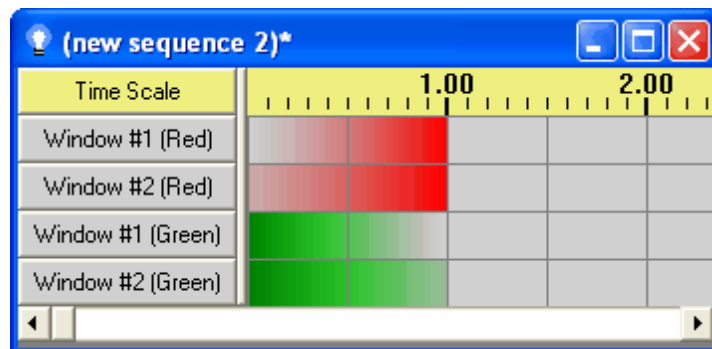 (new sequence 2)*
Time Scale 1.00 2.00
Window #1 (Red)
Window #2 (Red)
Window #1 (Green)
Window #2 (Green)